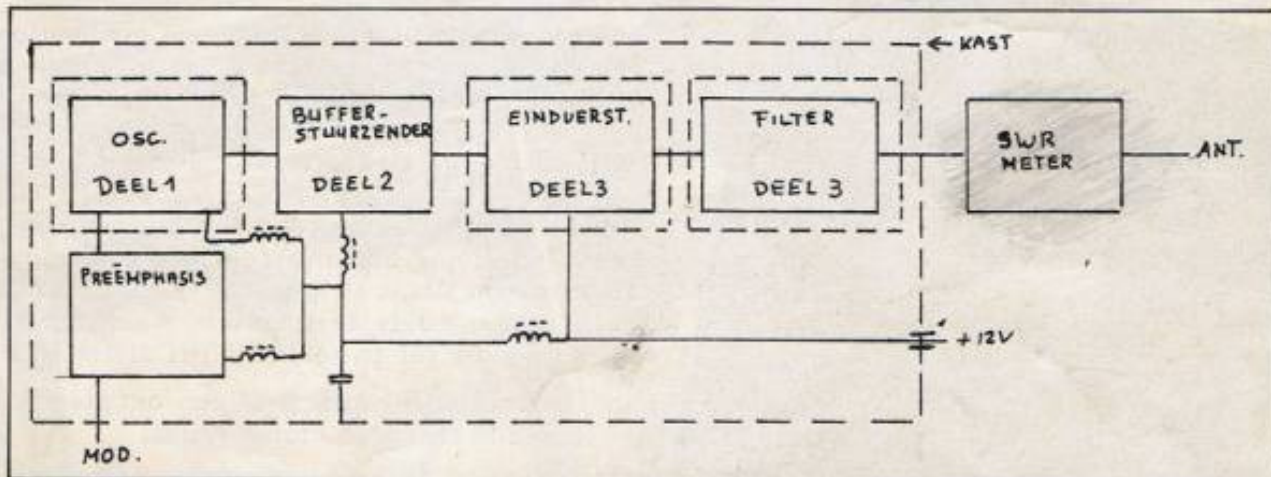 ← KAST
OSC.
DEEL 1
BUFFER-
STUURZENDER
DEEL 2
EINDVERST.
DEEL 3
FILTER
DEEL 3
SWR
METER
ANT.
PREËMPHASIS
+12V
MOD.